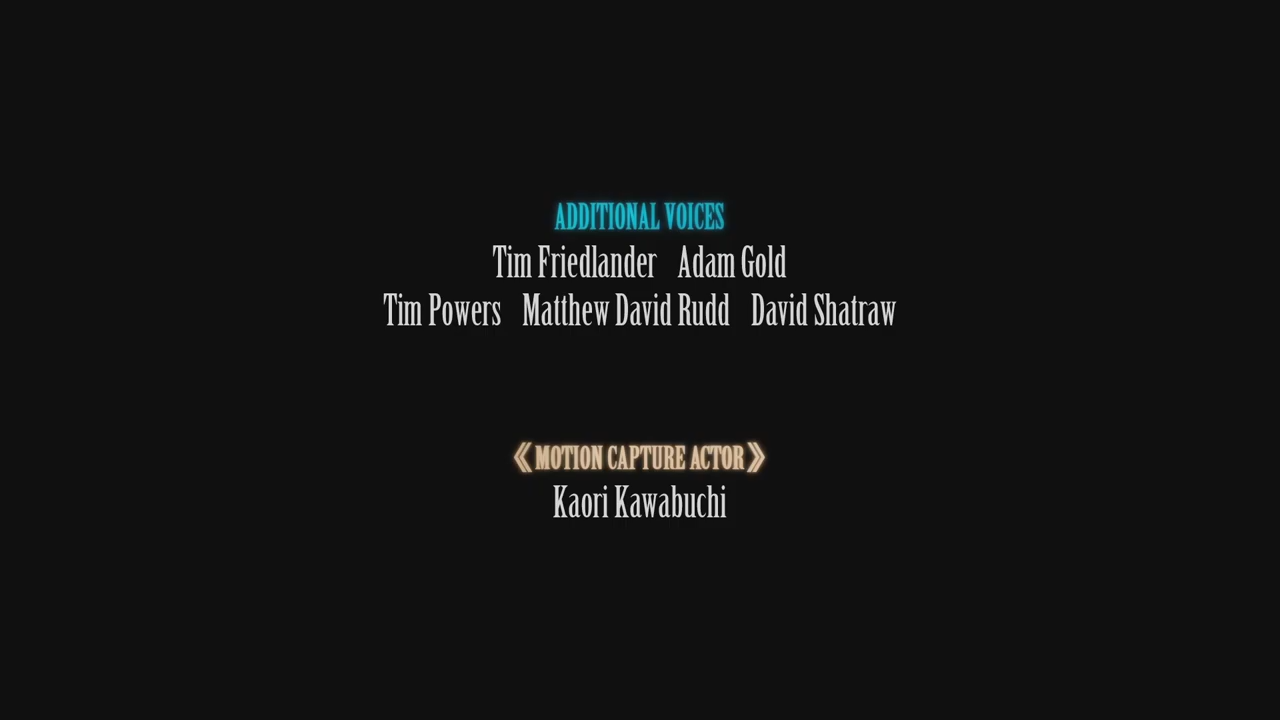 ADDITIONAL VOICES
Tim Friedlander Adam Gold
Tim Powers Matthew David Rudd David Shatraw
《MOTION CAPTURE ACTOR》
Kaori Kawabuchi